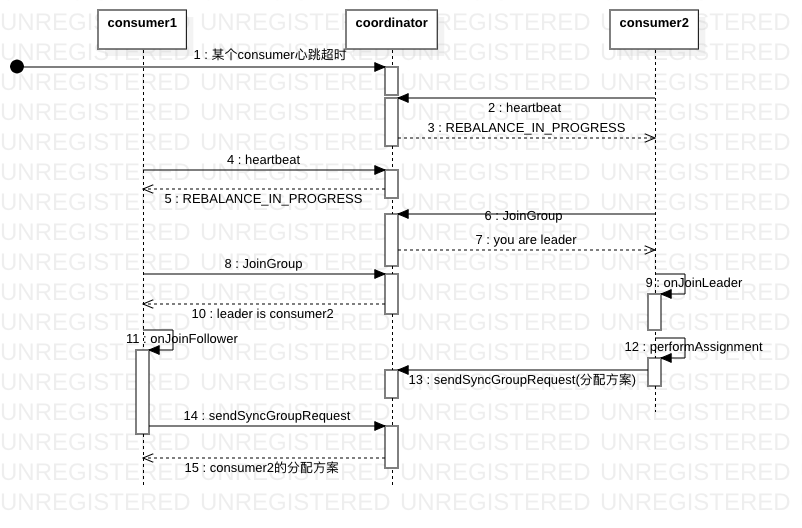 UNREGISTERED UNREGISTERED UNREGISTERED UNREGISTERED
consumer1
coordinator
consumer2
1 : 某个consumer心跳超时
2 : heartbeat
3 : REBALANCE_IN_PROGRESS
4 : heartbeat
5 : REBALANCE_IN_PROGRESS
6 : JoinGroup
7 : you are leader
8 : JoinGroup
9 : onJoinLeader
10 : leader is consumer2
11 : onJoinFollower
12 : performAssignment
13 : sendSyncGroupRequest(分配方案)
14 : sendSyncGroupRequest
15 : consumer2的分配方案